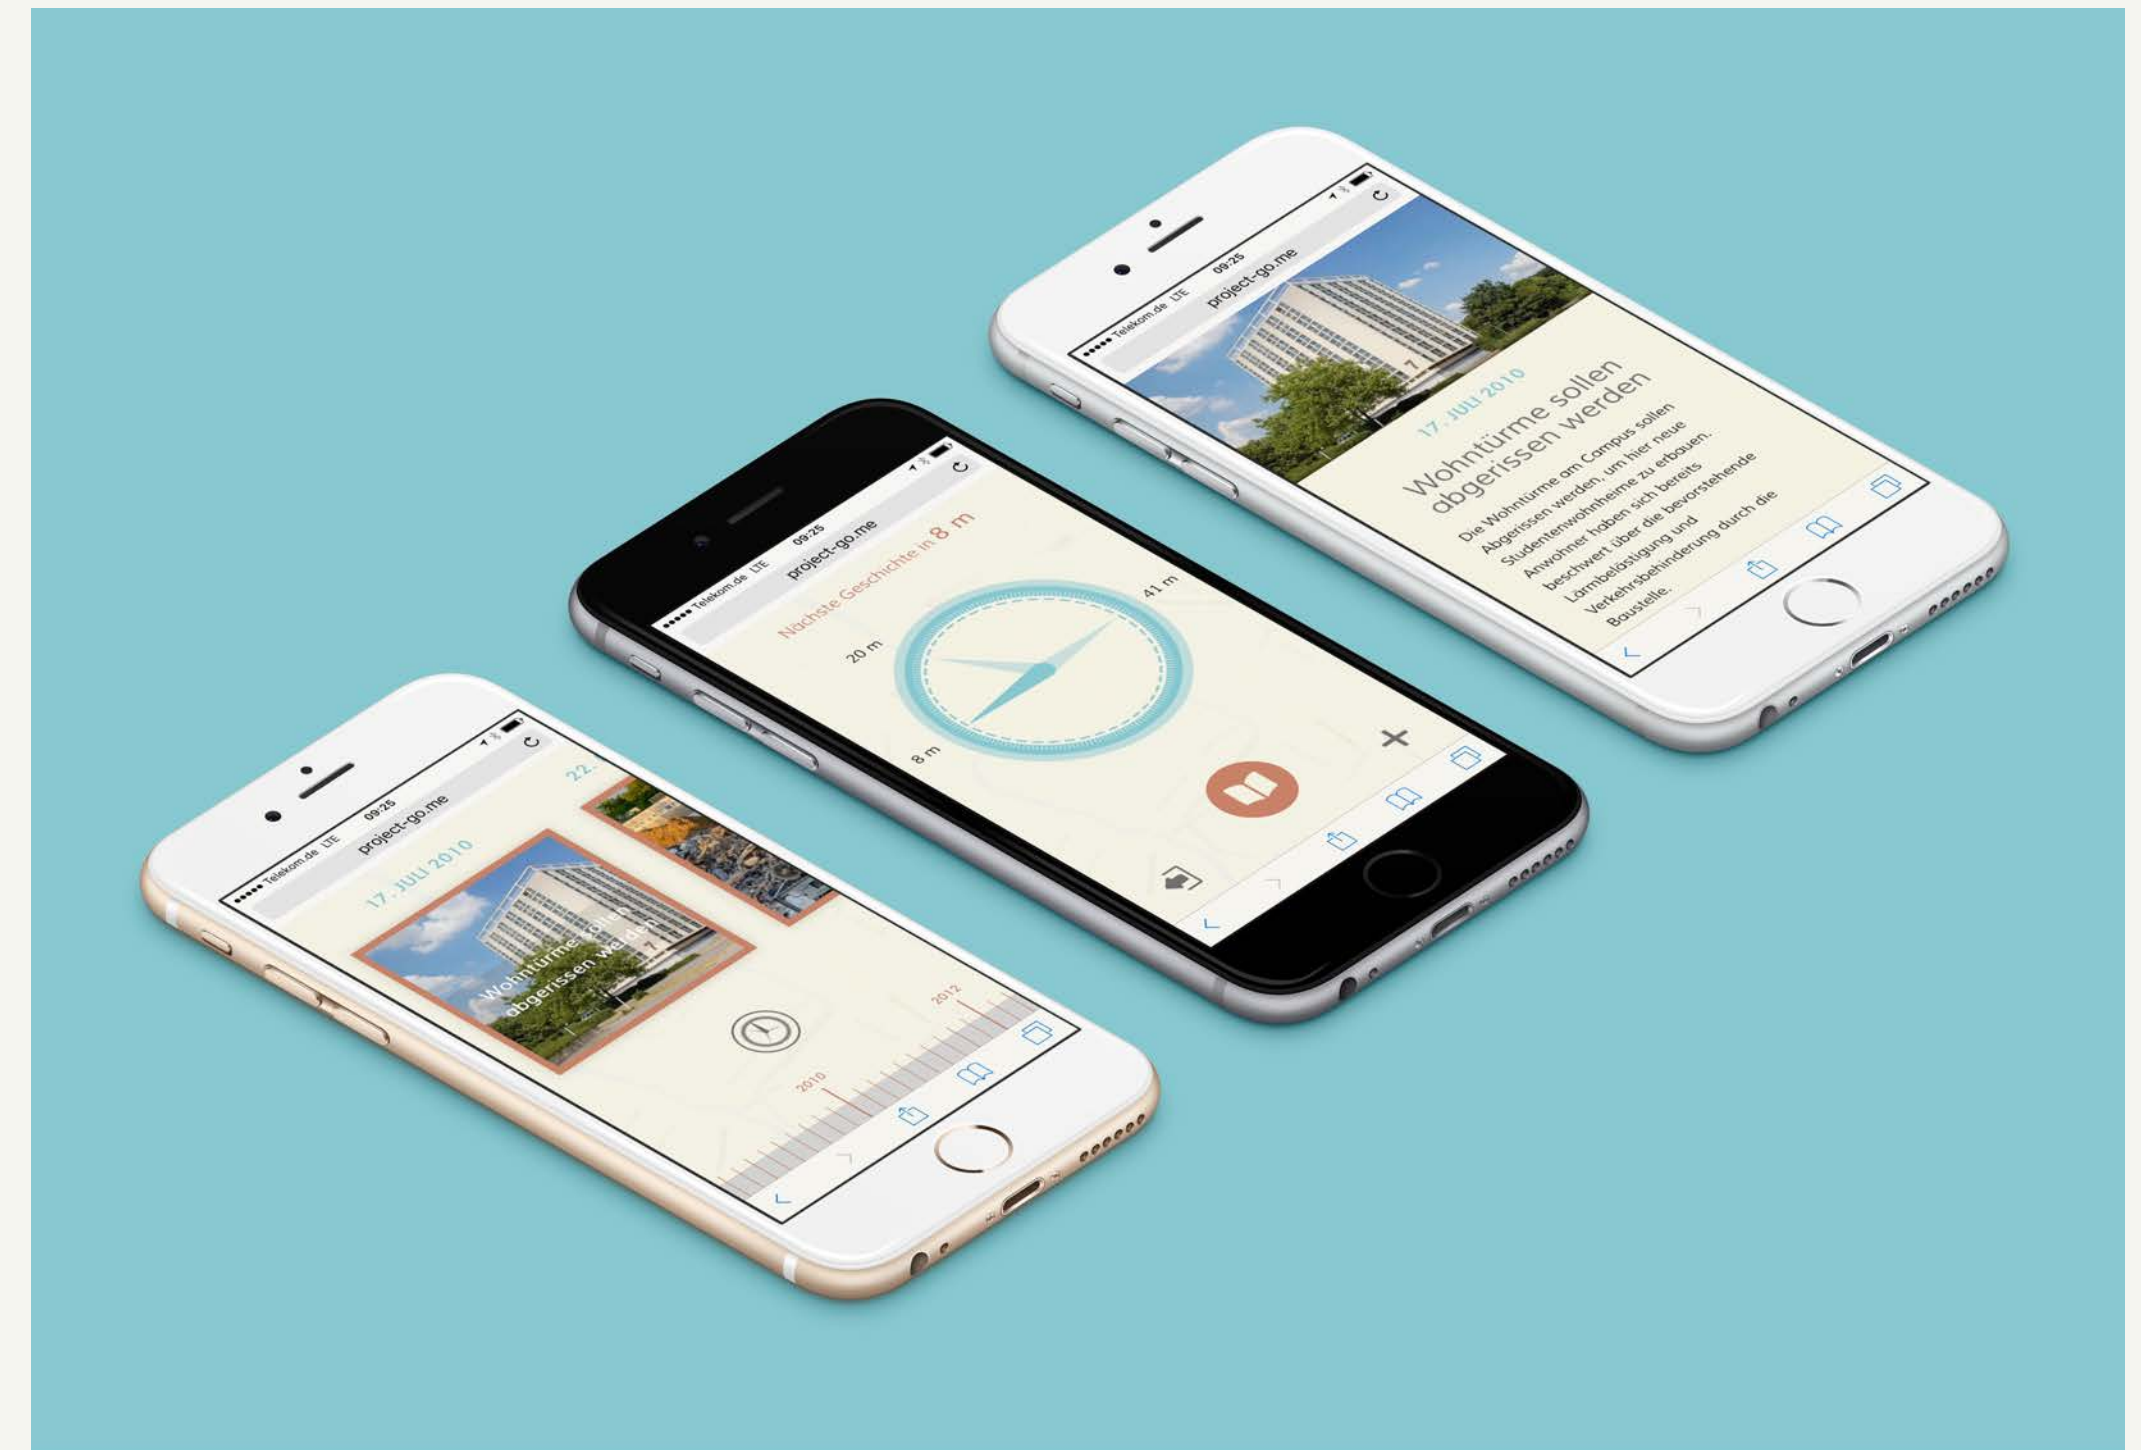 Telekom.de LTE 09:25
project-go.me
17. JULI 2010
22.
Wohntürme sollen
abgerissen werden
7
2010
2012
Telekom.de LTE 09:25
project-go.me
Nächste Geschichte in 8 m
20 m
41 m
8 m
Telekom.de LTE 09:25
project-go.me
7
17. JULI 2010
Wohntürme sollen
abgerissen werden
Die Wohntürme am Campus sollen
Abgerissen werden, um hier neue
Studentenwohnheime zu erbauen.
Anwohner haben sich bereits
beschwert über die bevorstehende
Lärmbelästigung und
Verkehrsbehinderung durch die
Baustelle.